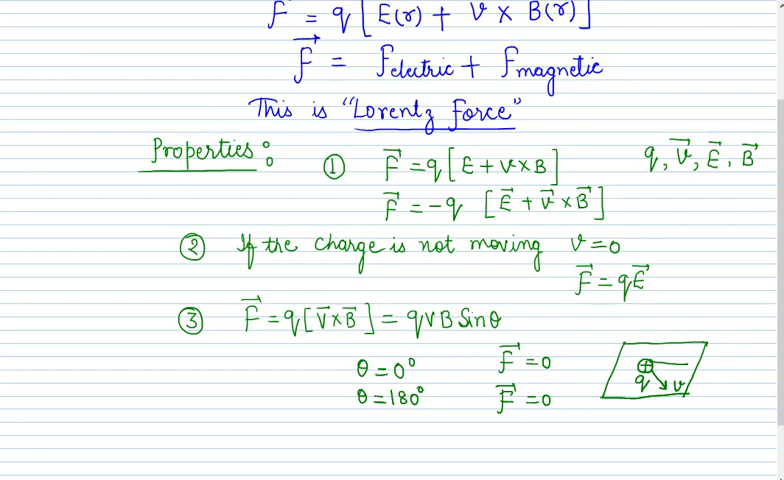 F = q [ E(r) + v × B(r) ]
F⃗ = Felectric + Fmagnetic
This is "Lorentz Force"
Properties :
① F⃗ = q [ E + v × B ] q, v⃗, E⃗, B⃗
F⃗ = -q [ E⃗ + v⃗ × B⃗ ]
② If the charge is not moving v = 0
F⃗ = qE⃗
③ F⃗ = q [ V⃗ × B⃗ ] = qVB Sinθ
θ = 0° F⃗ = 0
θ = 180° F⃗ = 0
+
q v